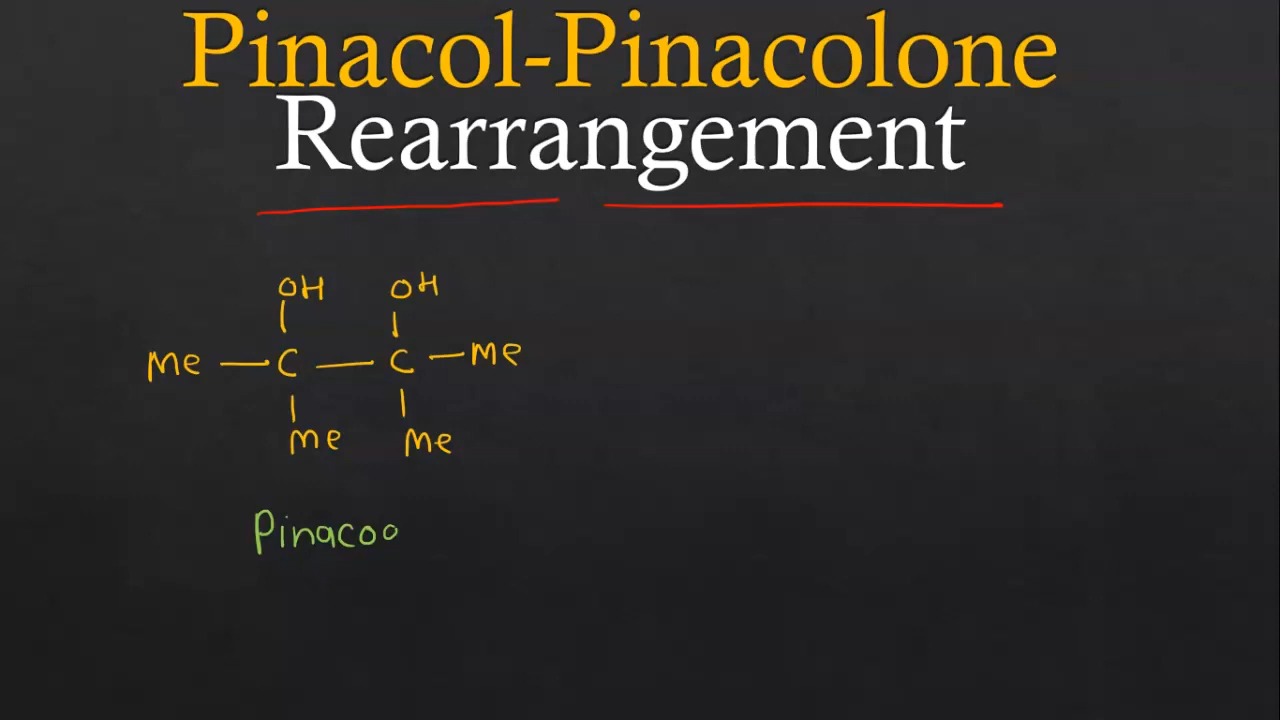 Pinacol-Pinacolone
Rearrangement
OH OH
Me — C — C — Me
Me Me
Pinacoo